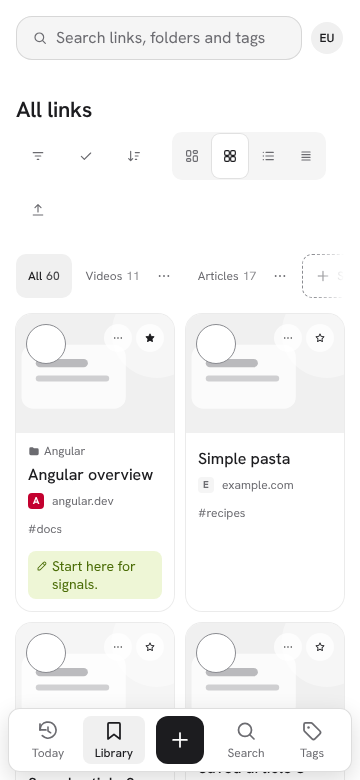 Search links, folders and tags
EU
All links
All 60
Videos 11
Articles 17
Angular
Angular overview
A angular.dev
#docs
Start here for
signals.
Simple pasta
E example.com
#recipes
Today
Library
Search
Tags